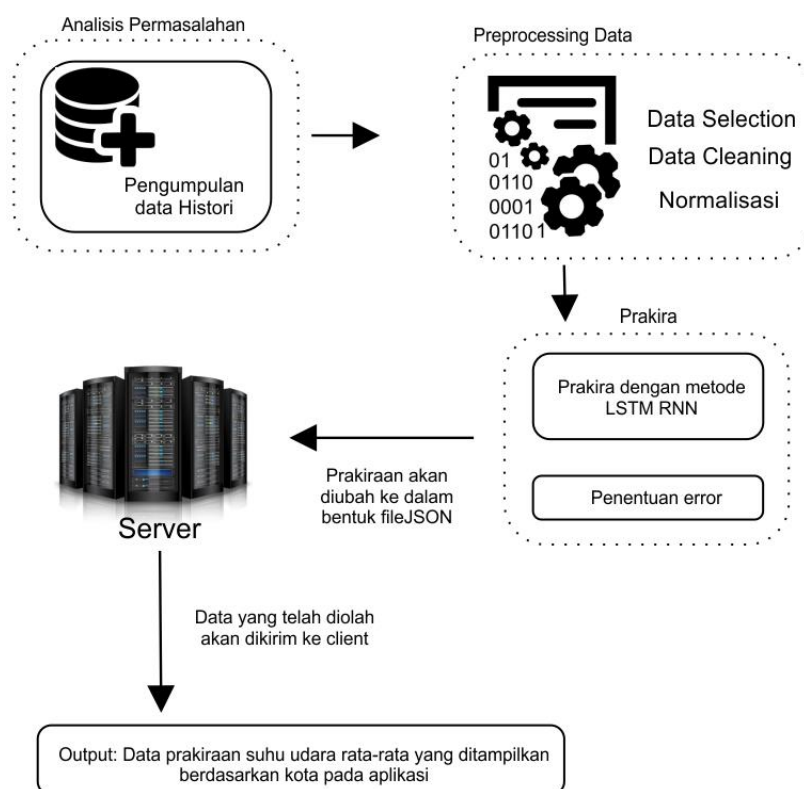 Analisis Permasalahan
Pengumpulan
data Histori
Preprocessing Data
01
0110
0001
01101
Data Selection
Data Cleaning
Normalisasi
Prakira
Prakira dengan metode
LSTM RNN
Penentuan error
Prakiraan akan
diubah ke dalam
bentuk fileJSON
Server
Data yang telah diolah
akan dikirim ke client
Output: Data prakiraan suhu udara rata-rata yang ditampilkan
berdasarkan kota pada aplikasi